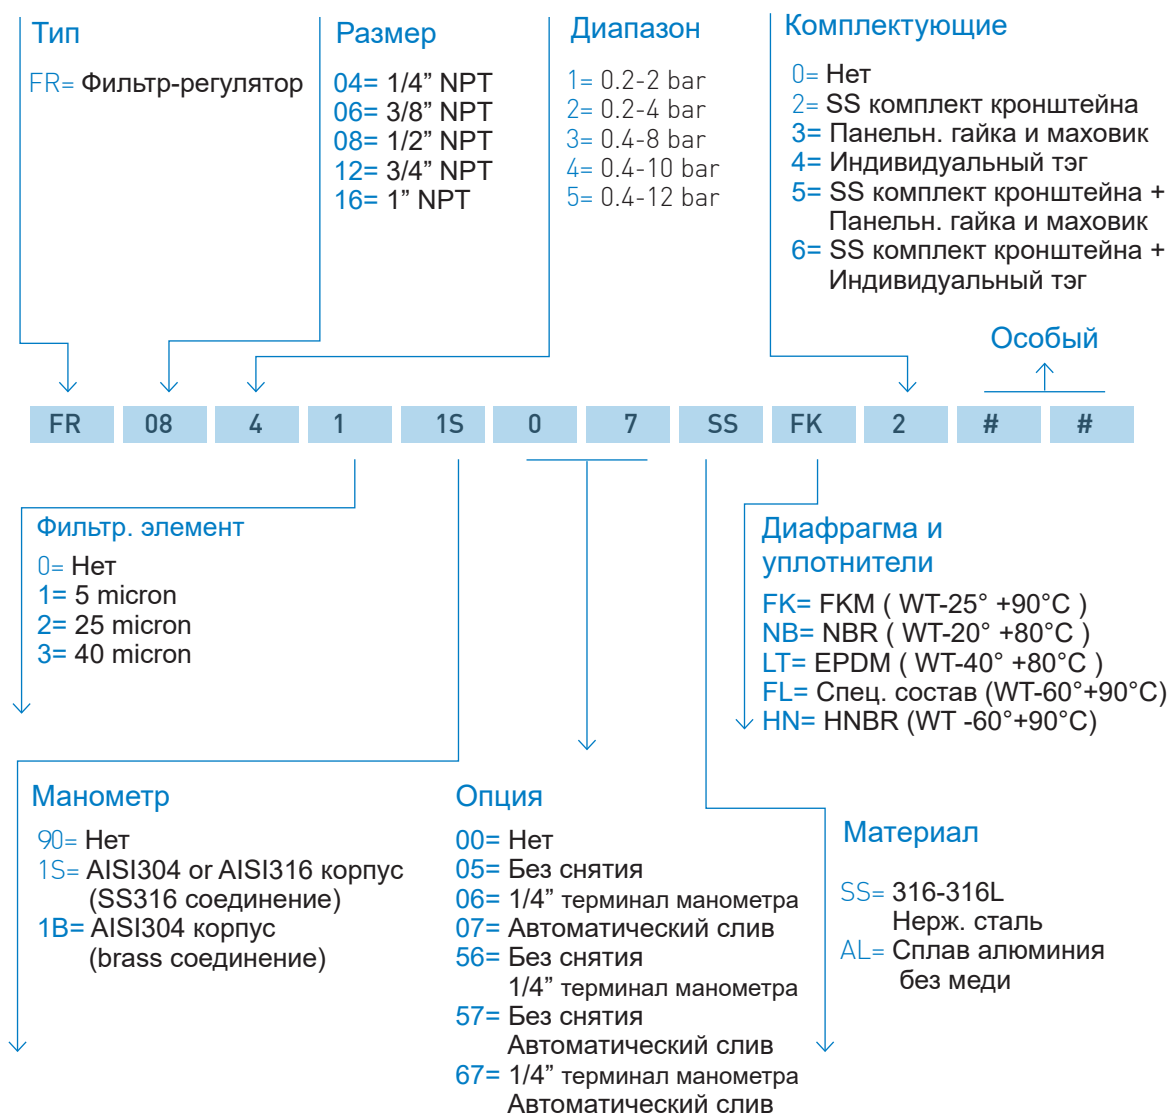 Тип
FR= Фильтр-регулятор
Размер
04= 1/4” NPT
06= 3/8” NPT
08= 1/2” NPT
12= 3/4” NPT
16= 1” NPT
Диапазон
1= 0.2-2 bar
2= 0.2-4 bar
3= 0.4-8 bar
4= 0.4-10 bar
5= 0.4-12 bar
Комплектующие
0= Нет
2= SS комплект кронштейна
3= Панельн. гайка и маховик
4= Индивидуальный тэг
5= SS комплект кронштейна +
Панельн. гайка и маховик
6= SS комплект кронштейна +
Индивидуальный тэг
Особый
FR 08 4 1 1S 0 7 SS FK 2 # #
Фильтр. элемент
0= Нет
1= 5 micron
2= 25 micron
3= 40 micron
Диафрагма и
уплотнители
FK= FKM ( WT-25° +90°C )
NB= NBR ( WT-20° +80°C )
LT= EPDM ( WT-40° +80°C )
FL= Спец. состав (WT-60°+90°C)
HN= HNBR (WT -60°+90°C)
Манометр
90= Нет
1S= AISI304 or AISI316 корпус
(SS316 соединение)
1B= AISI304 корпус
(brass соединение)
Опция
00= Нет
05= Без снятия
06= 1/4” терминал манометра
07= Автоматический слив
56= Без снятия
1/4” терминал манометра
57= Без снятия
Автоматический слив
67= 1/4” терминал манометра
Автоматический слив
Материал
SS= 316-316L
Нерж. сталь
AL= Сплав алюминия
без меди